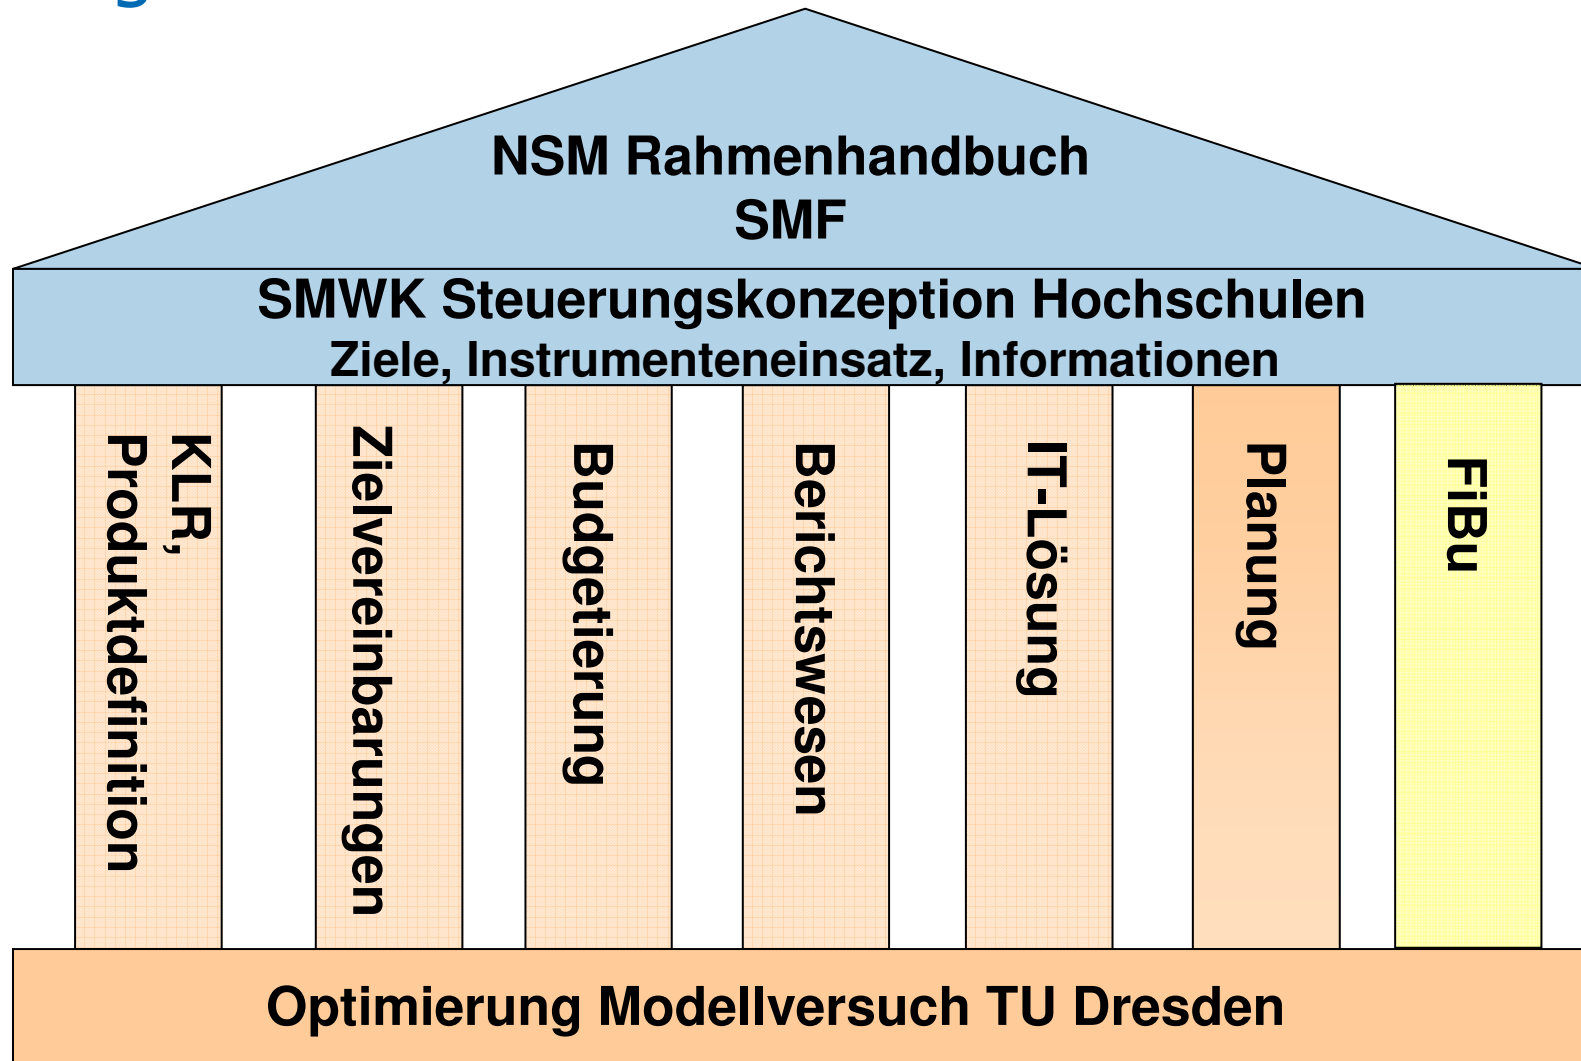 NSM Rahmenhandbuch
SMF
SMWK Steuerungskonzeption Hochschulen
Ziele, Instrumenteneinsatz, Informationen
KLR,
Produktdefinition
Zielvereinbarungen
Budgetierung
Berichtswesen
IT-Lösung
Planung
FiBu
Optimierung Modellversuch TU Dresden